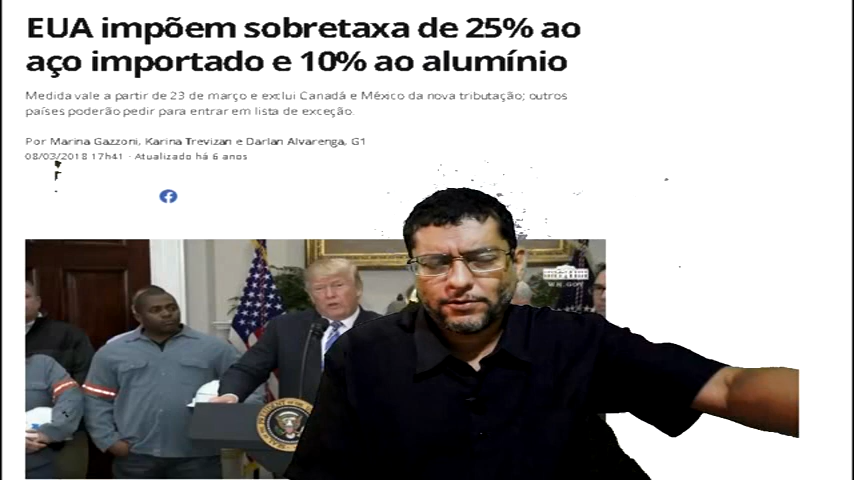 EUA impõem sobretaxa de 25% ao
aço importado e 10% ao alumínio
Medida vale a partir de 23 de março e exclui Canadá e México da nova tributação; outros
países poderão pedir para entrar em lista de exceção.
Por Marina Gazzoni, Karina Trevizan e Darlan Alvarenga, G1
08/03/2018 17h41 · Atualizado há 6 anos
W.H. GOV